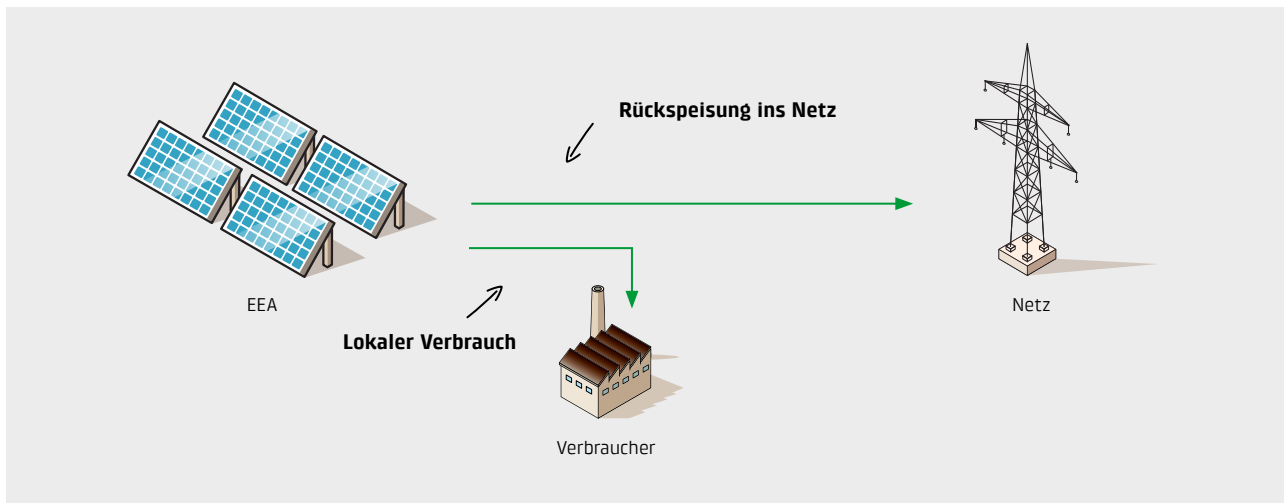 Rückspeisung ins Netz
EEA
Netz
Lokaler Verbrauch
Verbraucher